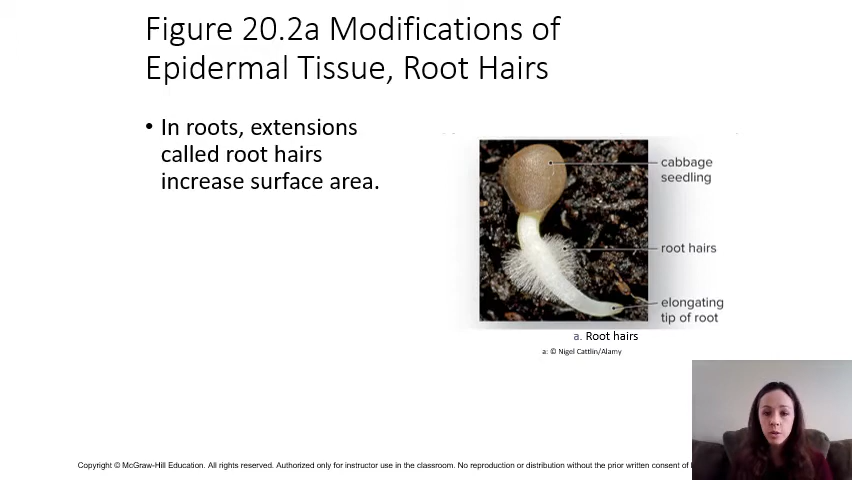 Figure 20.2a Modifications of
Epidermal Tissue, Root Hairs
• In roots, extensions
called root hairs
increase surface area.
cabbage
seedling
root hairs
elongating
tip of root
a. Root hairs
a: © Nigel Cattlin/Alamy
Copyright © McGraw-Hill Education. All rights reserved. Authorized only for instructor use in the classroom. No reproduction or distribution without the prior written consent of